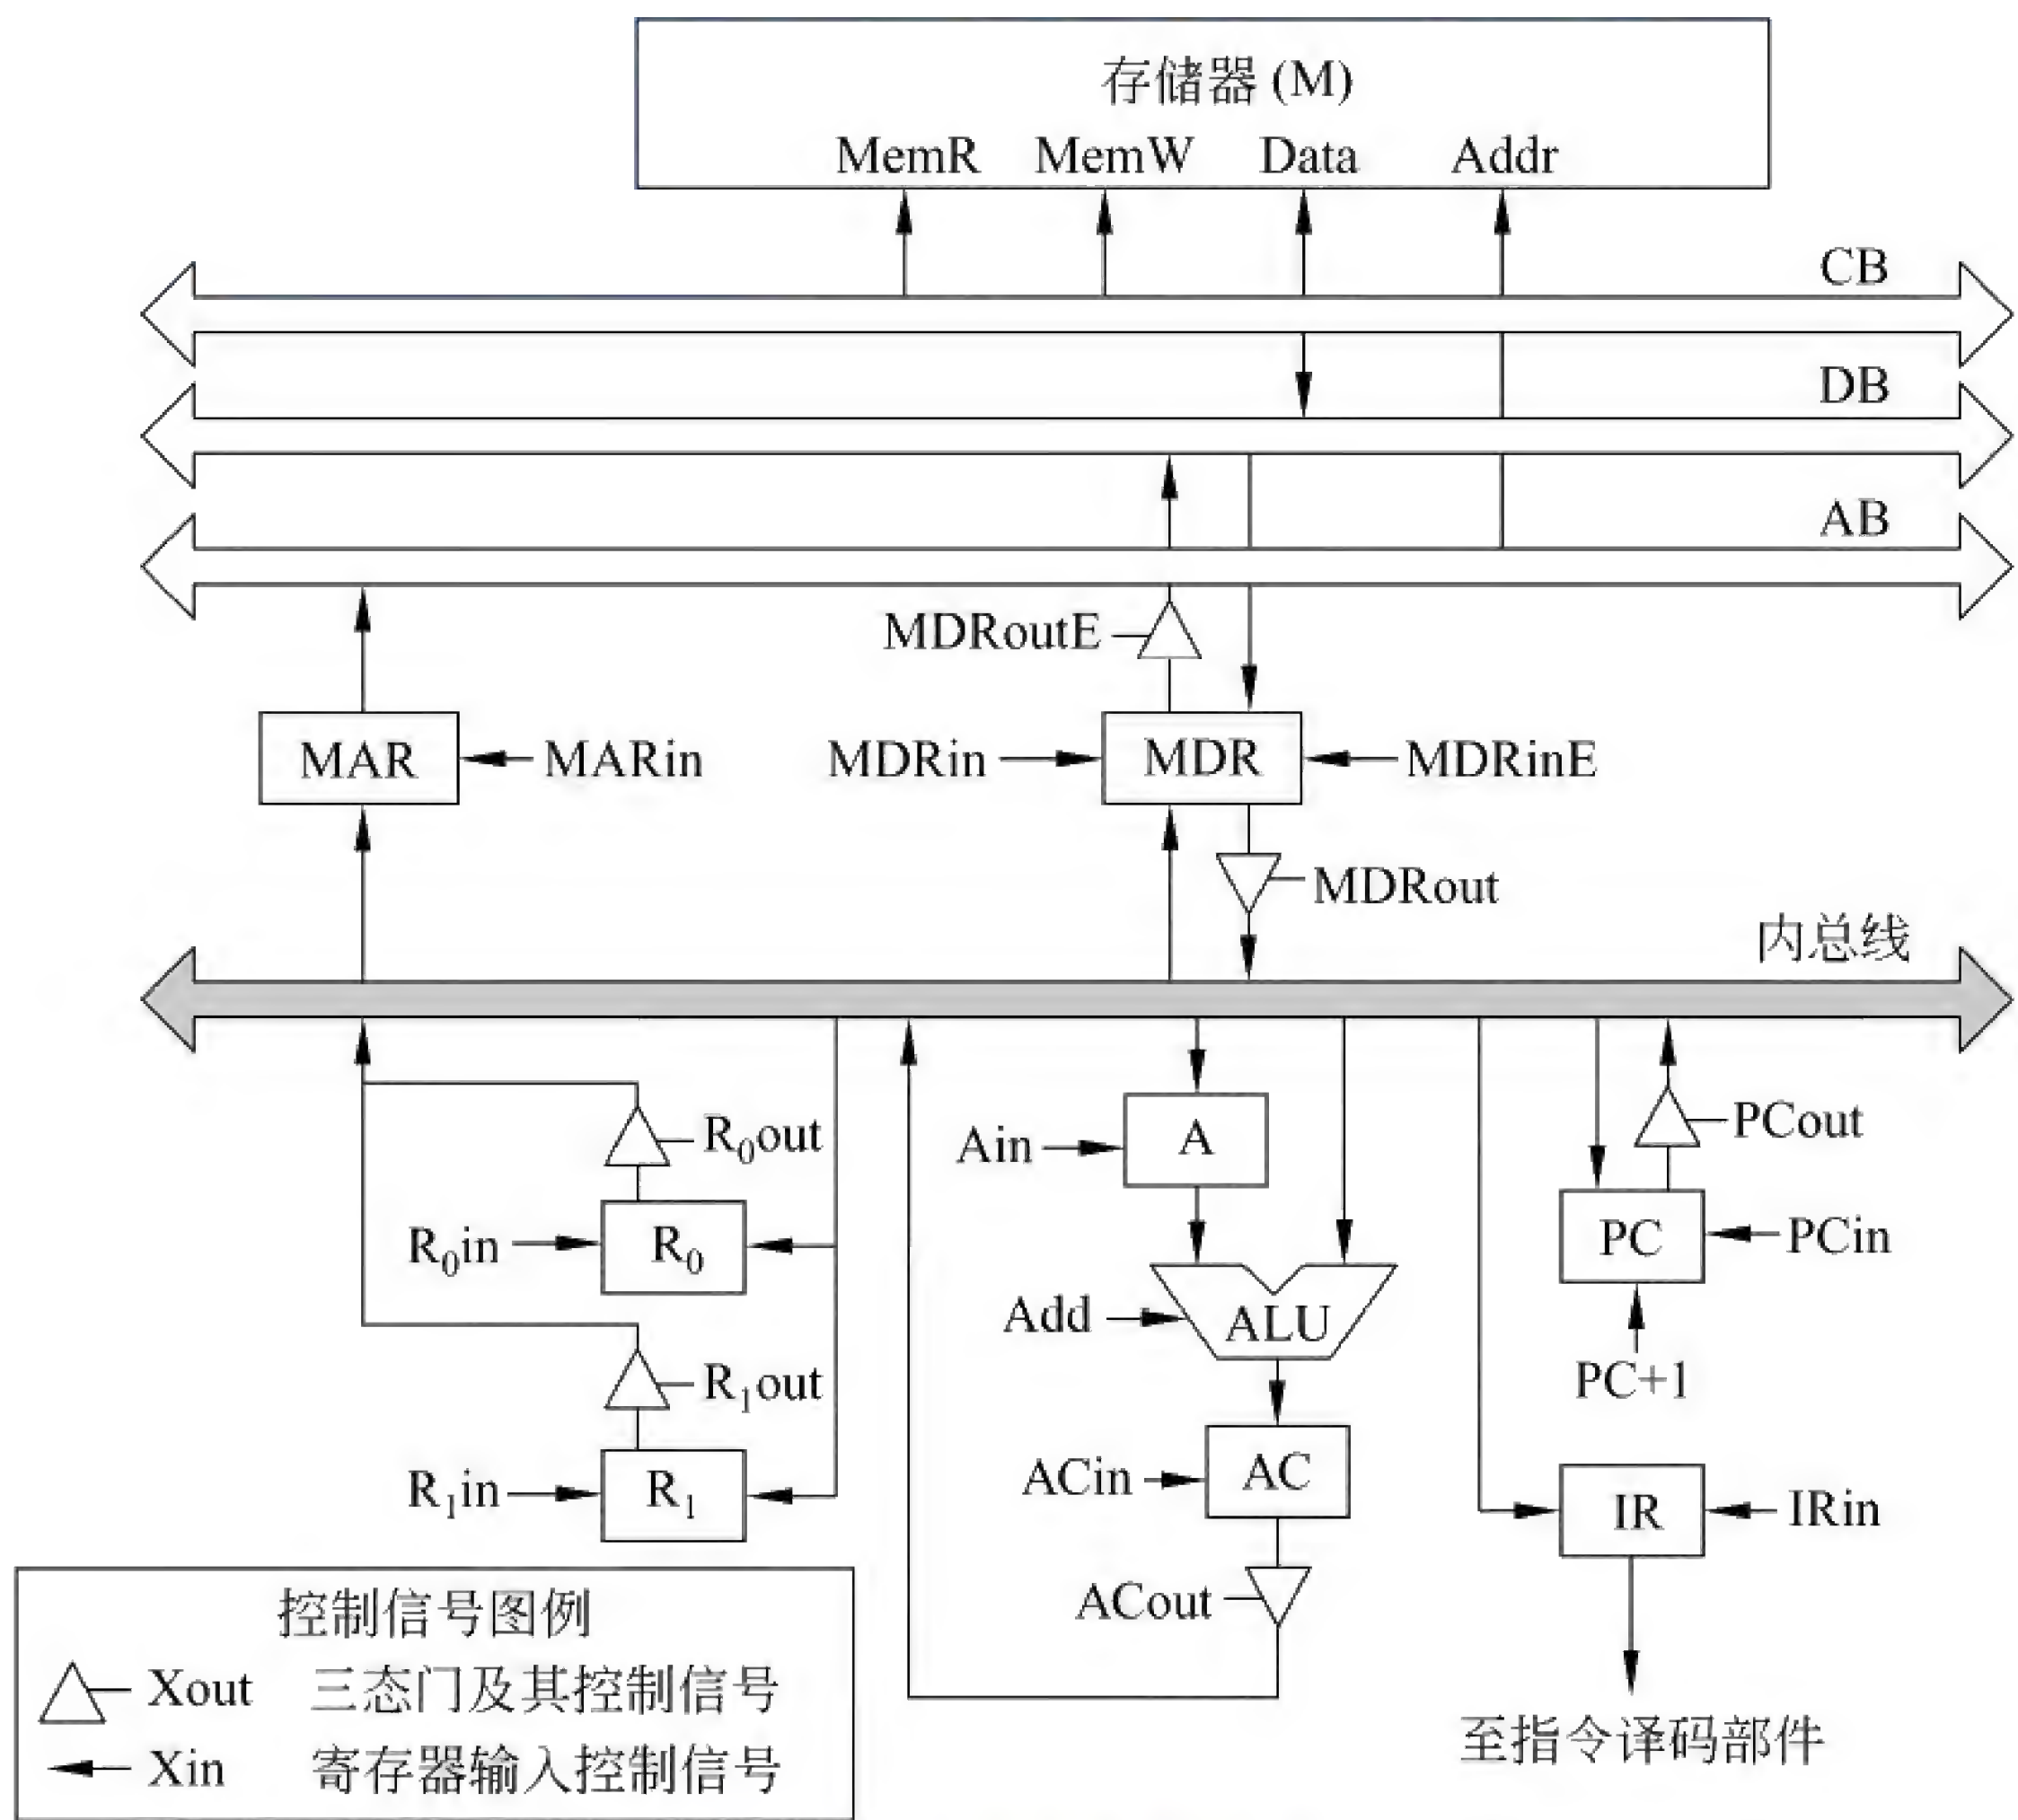 存储器 (M)
MemR MemW Data Addr
CB
DB
AB
MDRoutE
MAR
MARin
MDRin
MDR
MDRinE
MDRout
内总线
R₀out
R₀in
R₀
R₁out
R₁in
R₁
Ain
A
Add
ALU
ACin
AC
ACout
PCout
PC
PCin
PC+1
IR
IRin
至指令译码部件
控制信号图例
Xout 三态门及其控制信号
Xin 寄存器输入控制信号